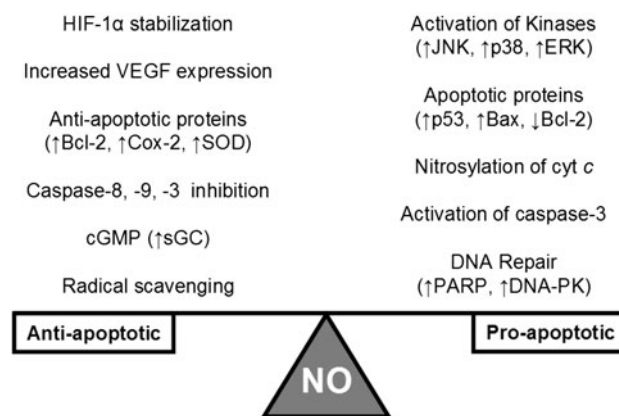 HIF-1α stabilization
Increased VEGF expression
Anti-apoptotic proteins
(↑Bcl-2, ↑Cox-2, ↑SOD)
Caspase-8, -9, -3 inhibition
cGMP (↑sGC)
Radical scavenging
Anti-apoptotic
Activation of Kinases
(↑JNK, ↑p38, ↑ERK)
Apoptotic proteins
(↑p53, ↑Bax, ↓Bcl-2)
Nitrosylation of cyt c
Activation of caspase-3
DNA Repair
(↑PARP, ↑DNA-PK)
Pro-apoptotic
NO